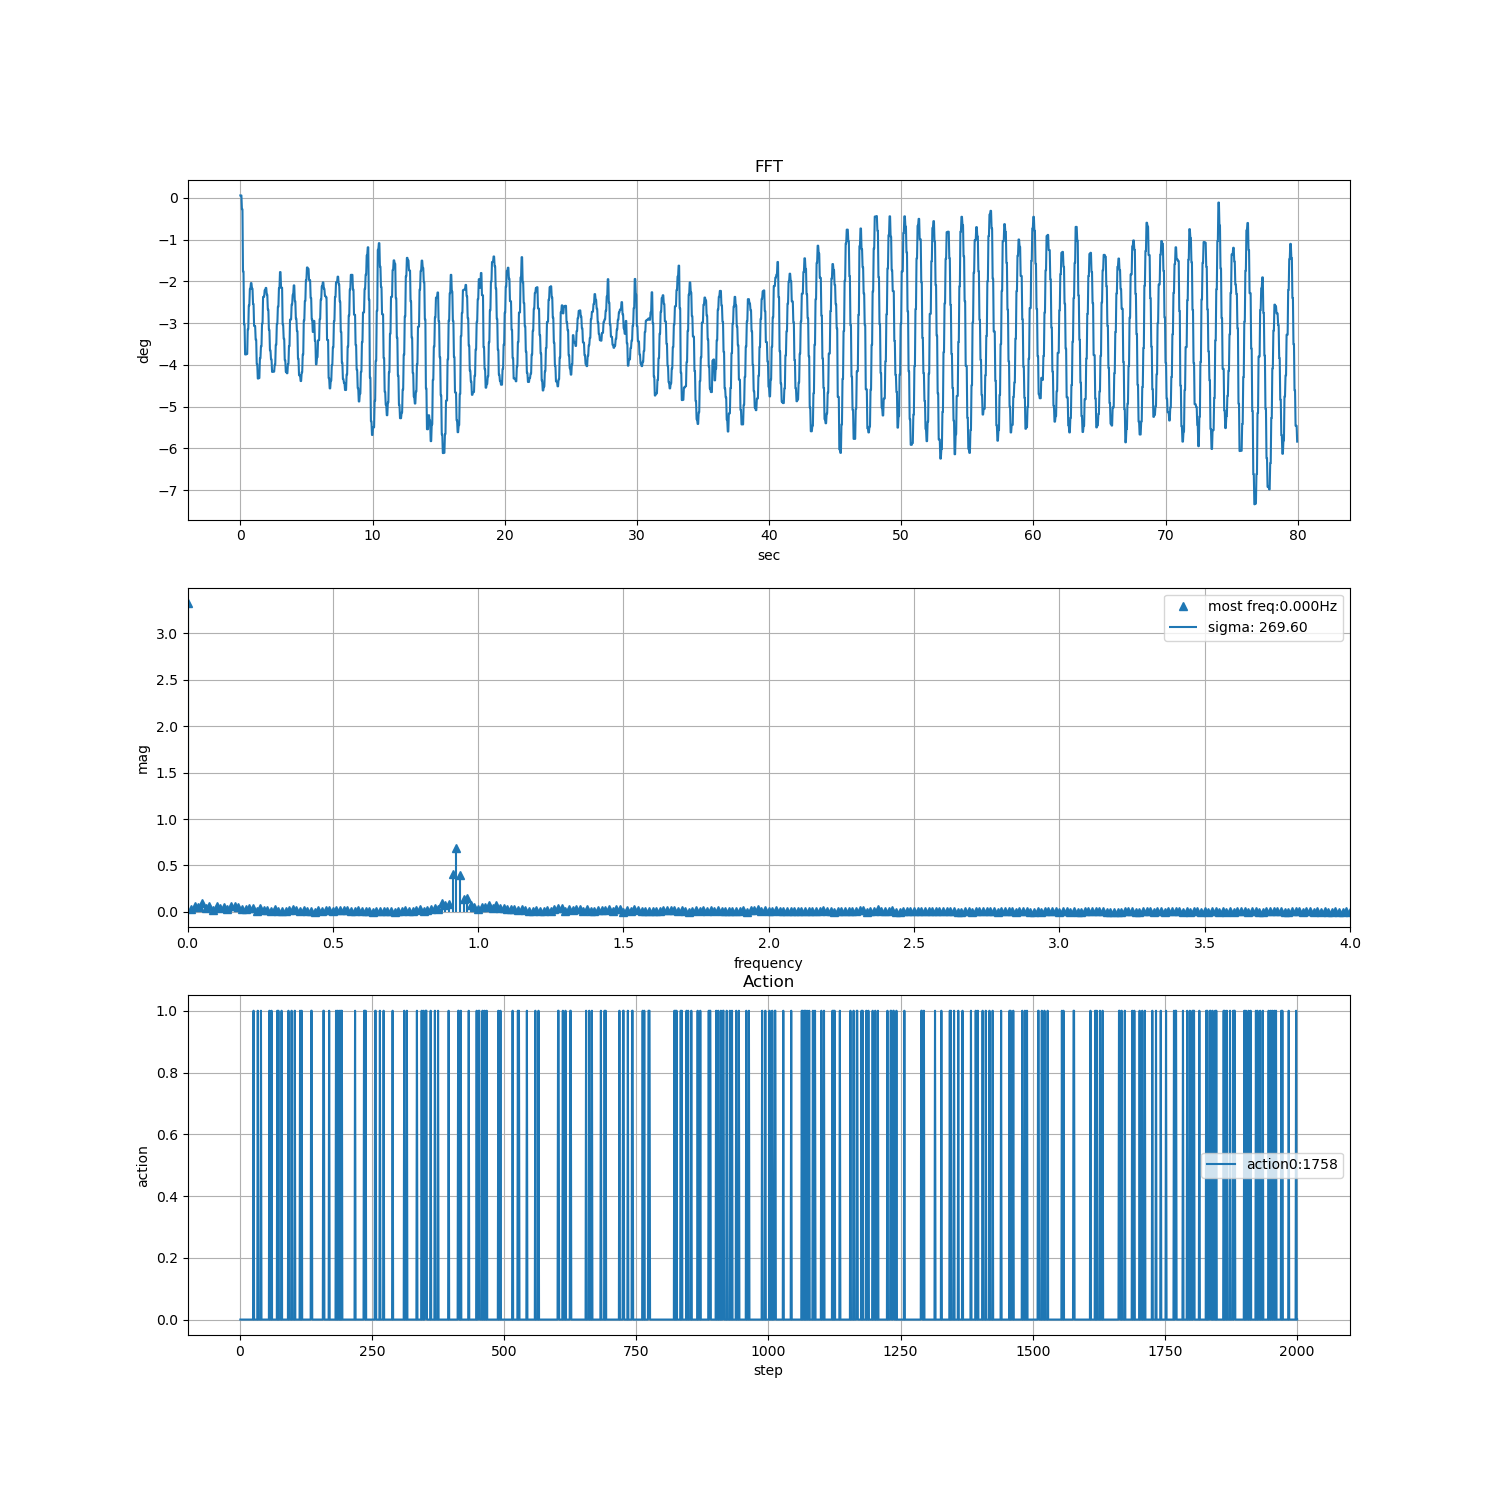 FFT
0
−1
−2
−3
−4
−5
−6
−7
deg
0 10 20 30 40 50 60 70 80
sec
most freq:0.000Hz
sigma: 269.60
3.0
2.5
2.0
1.5
1.0
0.5
0.0
mag
0.0 0.5 1.0 1.5 2.0 2.5 3.0 3.5 4.0
frequency
Action
1.0
0.8
0.6
0.4
0.2
0.0
action
action0:1758
0 250 500 750 1000 1250 1500 1750 2000
step